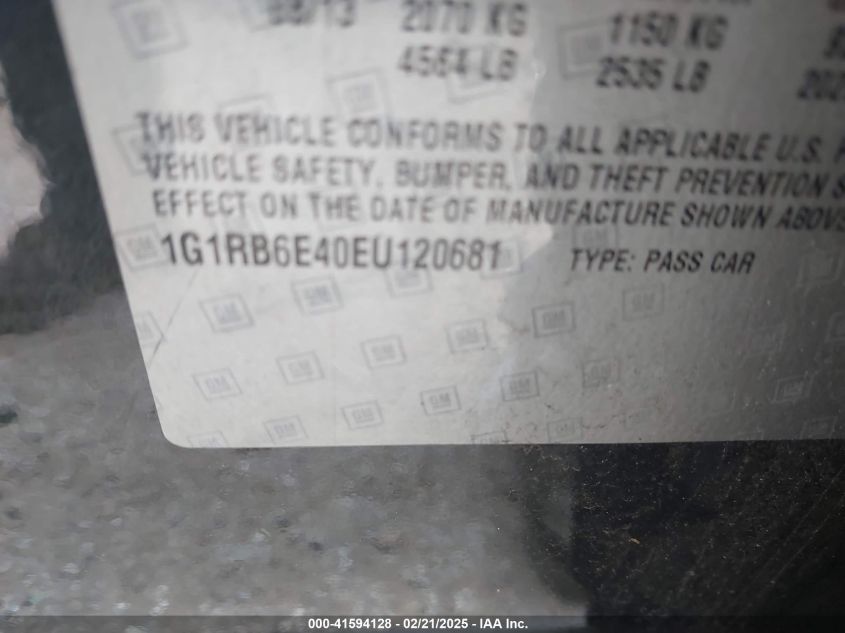 /13 2070 KG 1150 KG
4564 LB 2535 LB 202
THIS VEHICLE CONFORMS TO ALL APPLICABLE U.S.
VEHICLE SAFETY, BUMPER, AND THEFT PREVENTION S
EFFECT ON THE DATE OF MANUFACTURE SHOWN ABOVE
1G1RB6E40EU120681 TYPE: PASS CAR
000-41594128 - 02/21/2025 - IAA Inc.